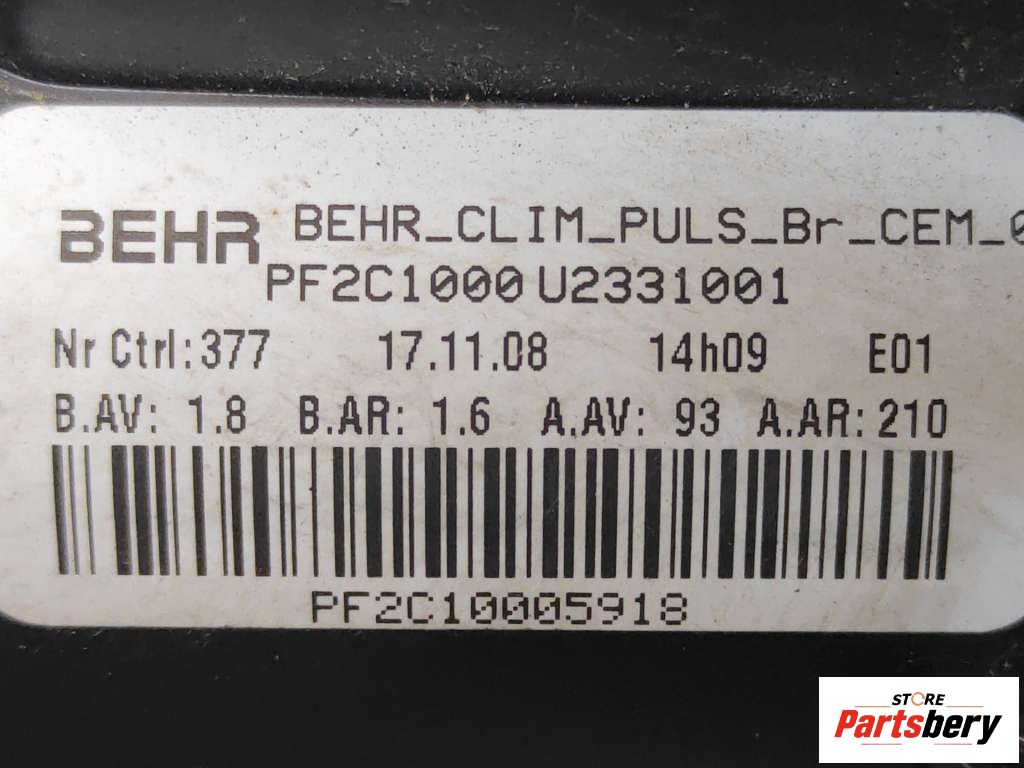 BEHR BEHR_CLIM_PULS_Br_CEM_0
PF2C1000 U2331001
Nr Ctrl: 377 17.11.08 14h09 E01
B.AV: 1.8 B.AR: 1.6 A.AV: 93 A.AR: 210
PF2C10005918
STORE
Partsbery